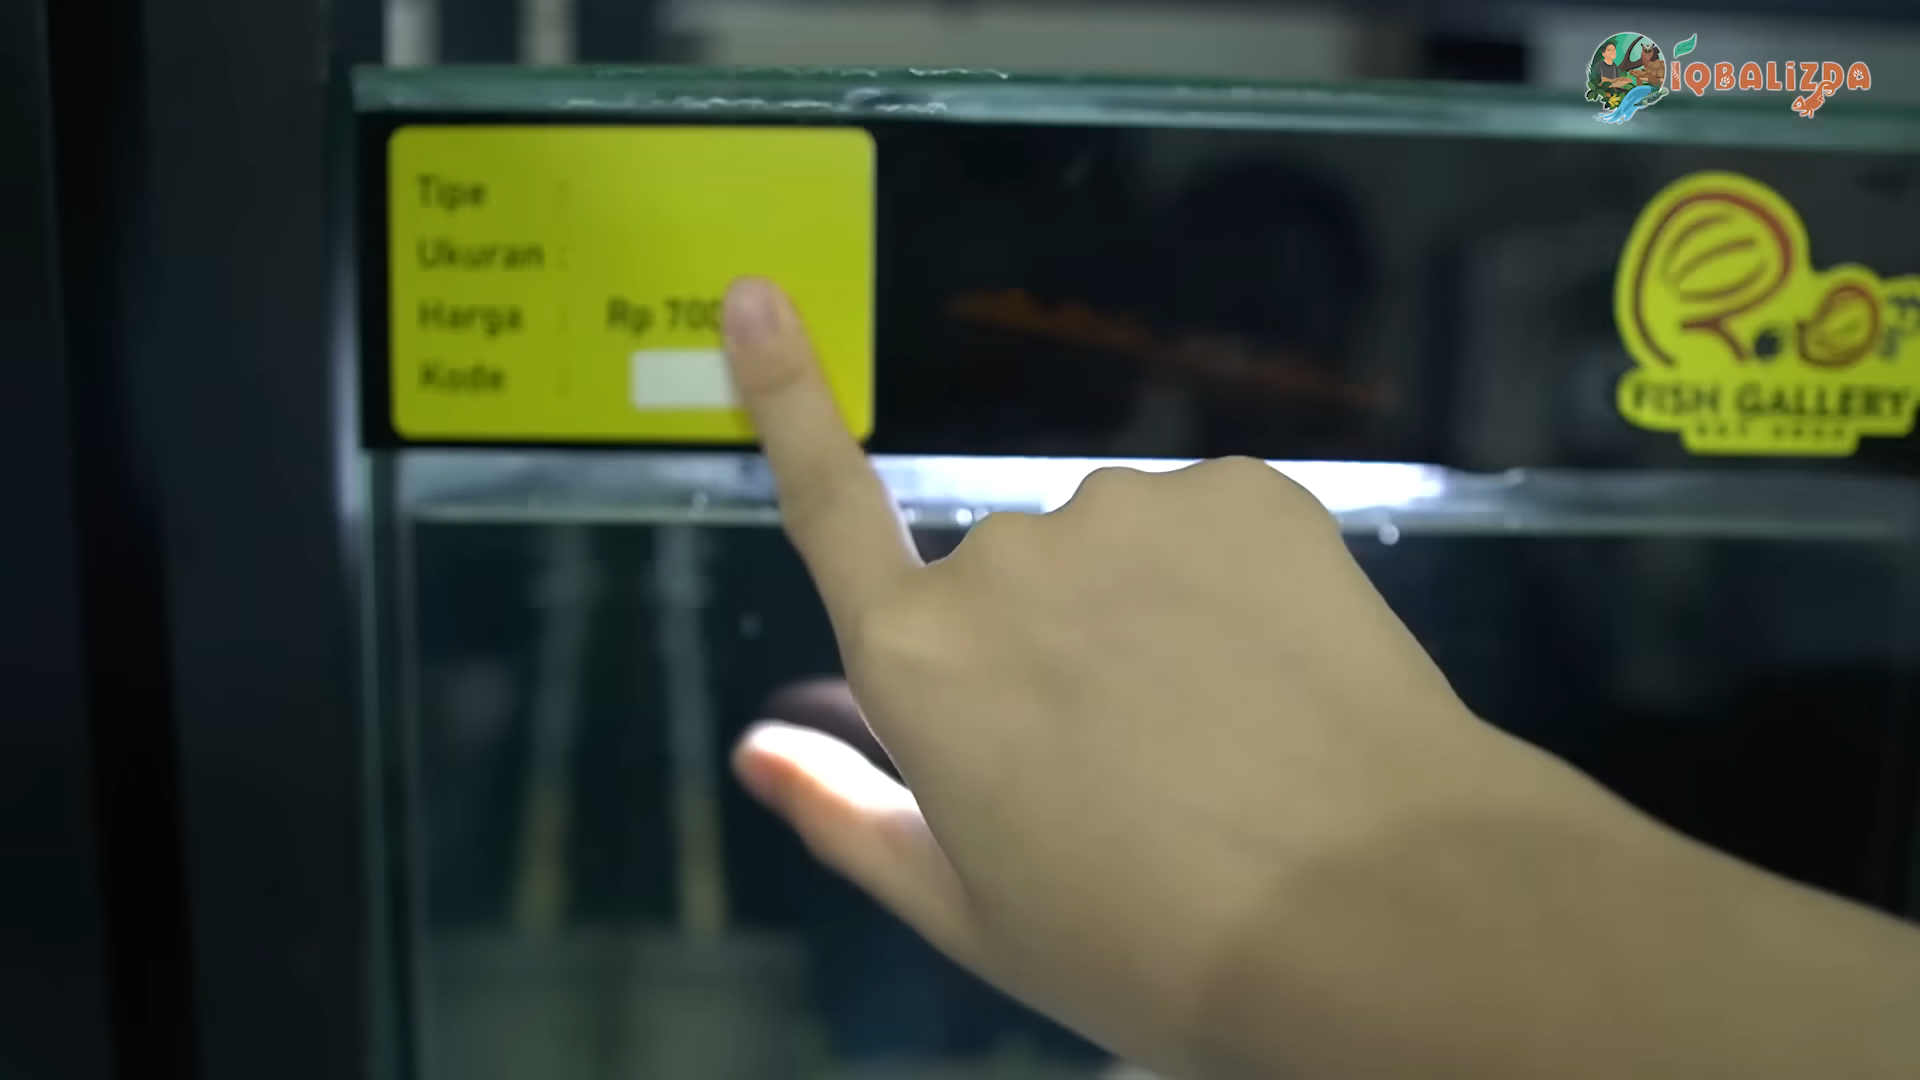 IQBALIZDA
Tipe :
Ukuran :
Harga : Rp 700
Kode :
FISH GALLERY